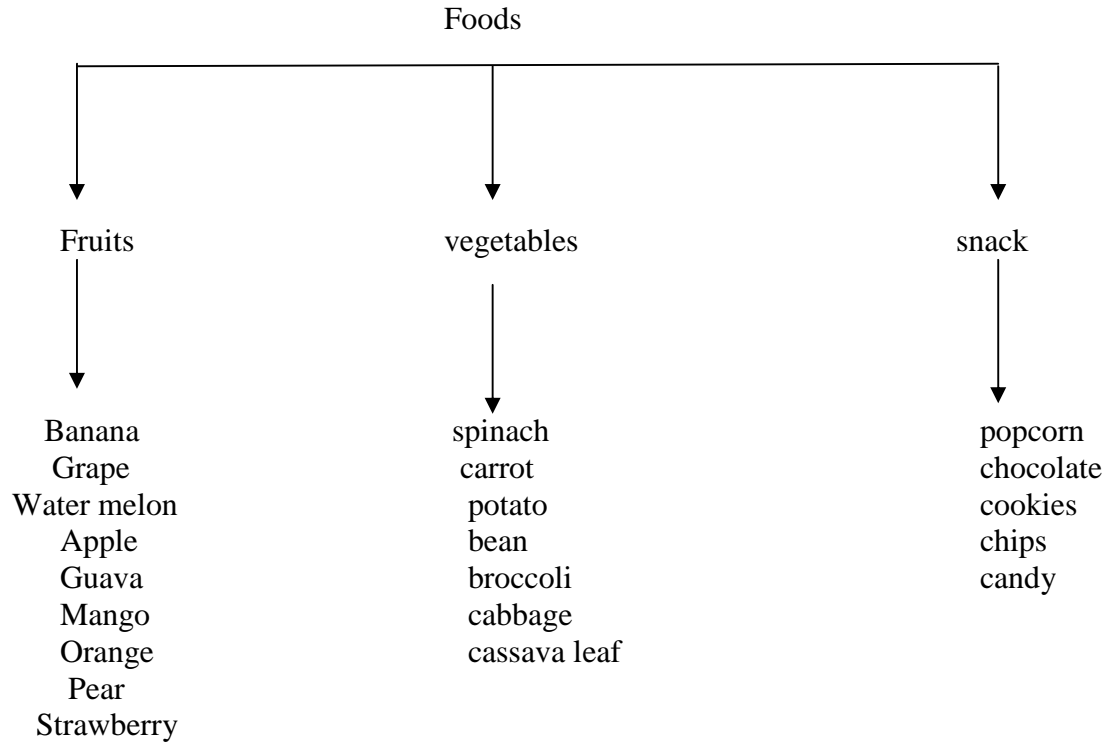 Foods
Fruits
vegetables
snack
Banana
Grape
Water melon
Apple
Guava
Mango
Orange
Pear
Strawberry
spinach
carrot
potato
bean
broccoli
cabbage
cassava leaf
popcorn
chocolate
cookies
chips
candy